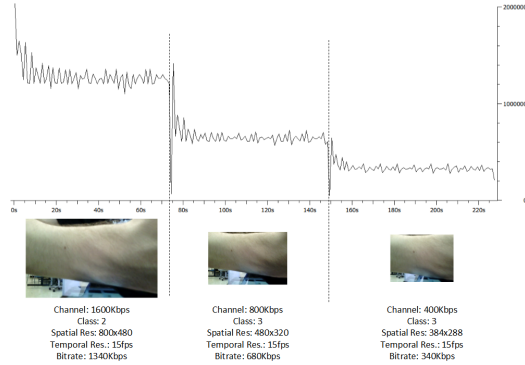 2000000
1000000
0
0s 20s 40s 60s 80s 100s 120s 140s 160s 180s 200s 220s
Channel: 1600Kbps
Class: 2
Spatial Res: 800x480
Temporal Res.: 15fps
Bitrate: 1340Kbps
Channel: 800Kbps
Class: 3
Spatial Res: 480x320
Temporal Res.: 15fps
Bitrate: 680Kbps
Channel: 400Kbps
Class: 3
Spatial Res: 384x288
Temporal Res.: 15fps
Bitrate: 340Kbps